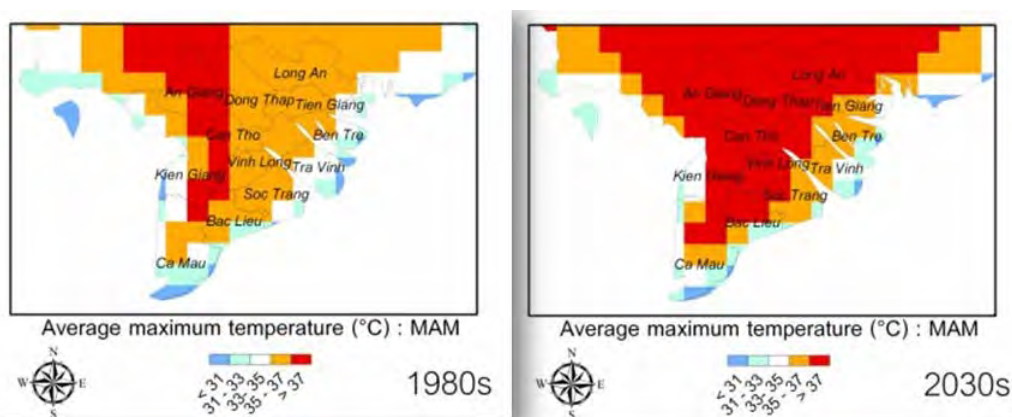 Long An
An Giang
Dong Thap
Tien Giang
Can Tho
Ben Tre
Vinh Long
Tra Vinh
Kien Giang
Soc Trang
Bac Lieu
Ca Mau
Average maximum temperature (°C) : MAM
N
W
E
S
< 31
31 - 33
33- 35
35 - 37
> 37
1980s
Long An
An Giang
Dong Thap
Tien Giang
Can Tho
Ben Tre
Vinh Long
Tra Vinh
Kien Giang
Soc Trang
Bac Lieu
Ca Mau
Average maximum temperature (°C) : MAM
N
W
E
S
< 31
31 - 33
33- 35
35 - 37
> 37
2030s